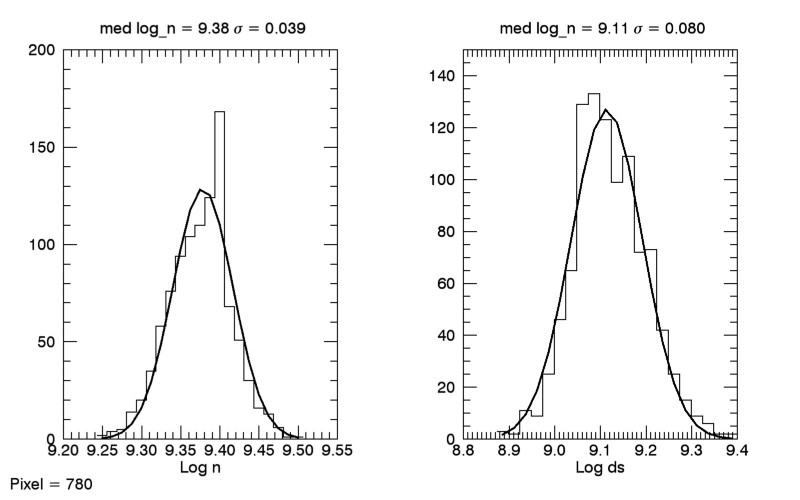 med log_n = 9.38 σ = 0.039
med log_n = 9.11 σ = 0.080
200
150
100
50
0
9.20 9.25 9.30 9.35 9.40 9.45 9.50 9.55
Log n
140
120
100
80
60
40
20
0
8.8 8.9 9.0 9.1 9.2 9.3 9.4
Log ds
Pixel = 780